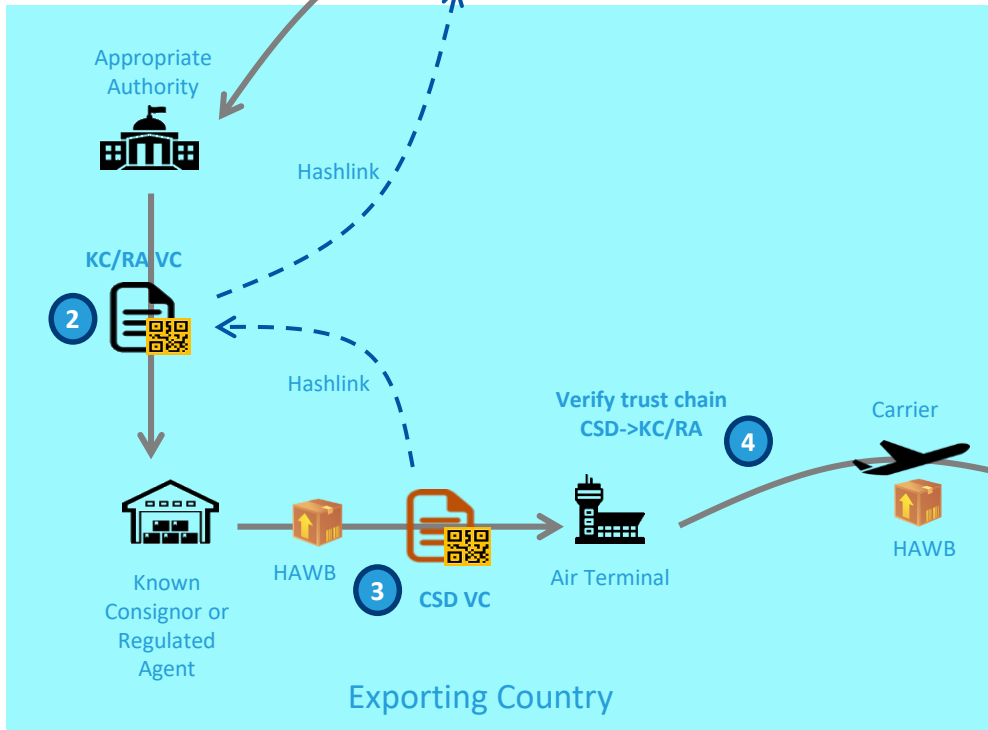 Appropriate
Authority
Hashlink
KC/RA VC
2
Hashlink
Verify trust chain
CSD->KC/RA
4
Carrier
HAWB
Known
Consignor or
Regulated
Agent
HAWB
3
CSD VC
Air Terminal
Exporting Country